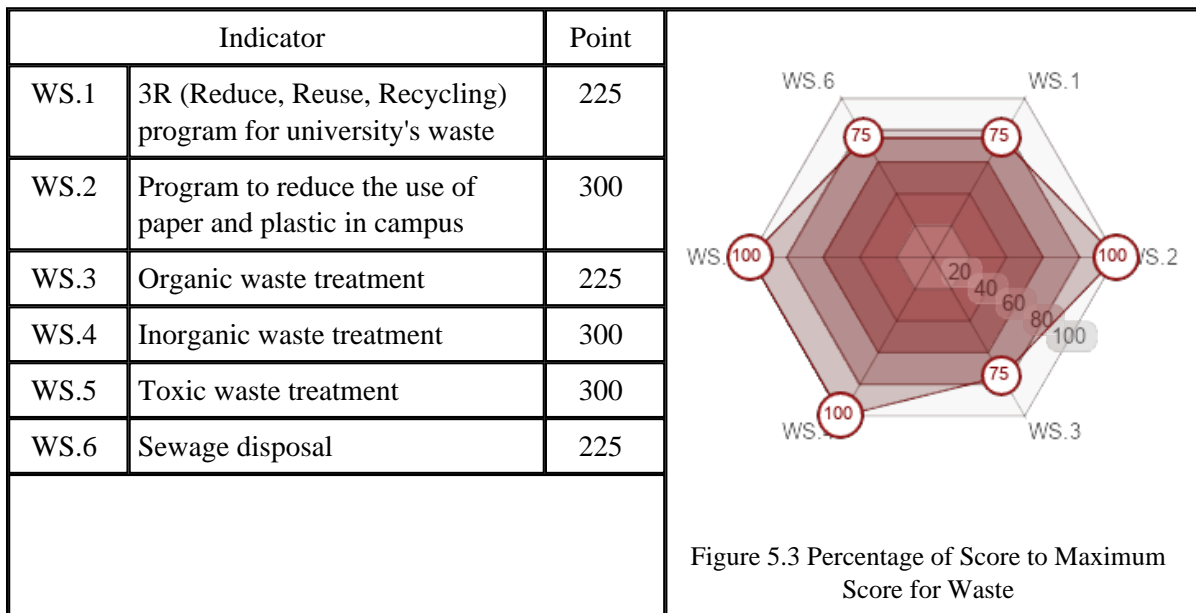 Indicator Point
WS.1 3R (Reduce, Reuse, Recycling) 225
program for university's waste
WS.2 Program to reduce the use of 300
paper and plastic in campus
WS.3 Organic waste treatment 225
WS.4 Inorganic waste treatment 300
WS.5 Toxic waste treatment 300
WS.6 Sewage disposal 225
WS.6 WS.1
75 75
WS. 100 100 /S.2
20
40
60
80
100
75
100
WS. WS.3
Figure 5.3 Percentage of Score to Maximum
Score for Waste